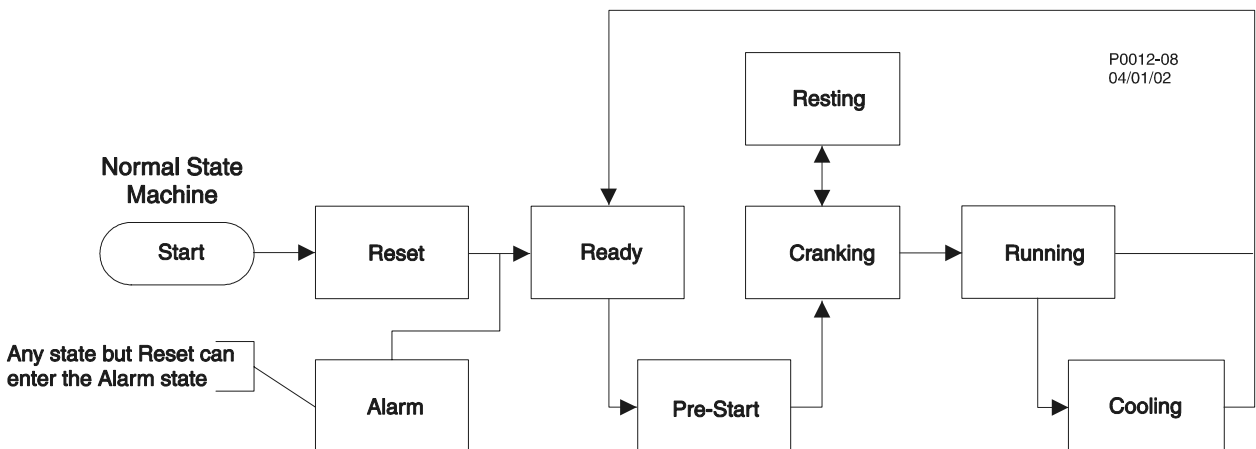 P0012-08
04/01/02
Resting
Normal State
Machine
Start
Reset
Ready
Cranking
Running
Any state but Reset can
enter the Alarm state
Alarm
Pre-Start
Cooling